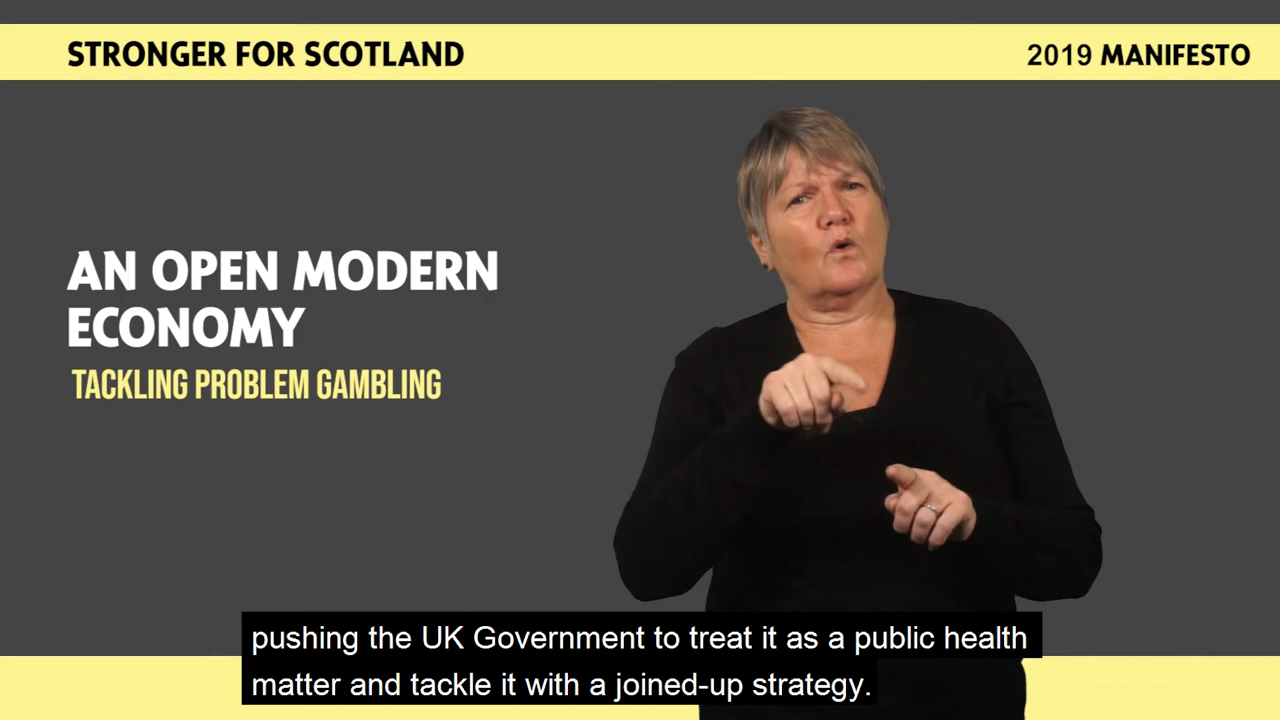 STRONGER FOR SCOTLAND
2019 MANIFESTO
AN OPEN MODERN
ECONOMY
TACKLING PROBLEM GAMBLING
pushing the UK Government to treat it as a public health
matter and tackle it with a joined-up strategy.